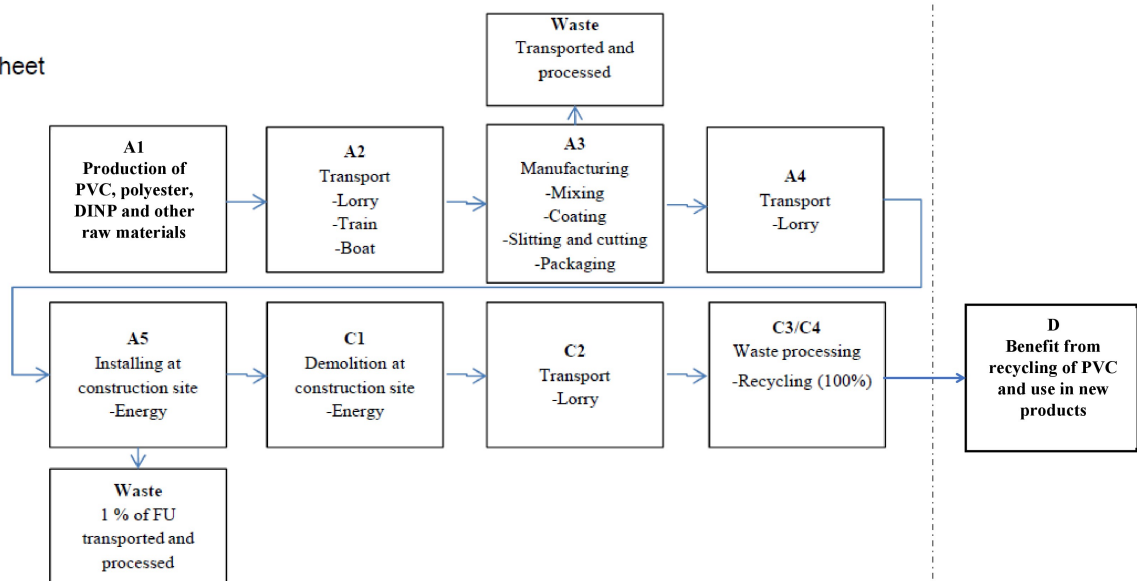 Waste
Transported and
processed
heet
A1
Production of
PVC, polyester,
DINP and other
raw materials
A2
Transport
-Lorry
-Train
-Boat
A3
Manufacturing
-Mixing
-Coating
-Slitting and cutting
-Packaging
A4
Transport
-Lorry
A5
Installing at
construction site
-Energy
C1
Demolition at
construction site
-Energy
C2
Transport
-Lorry
C3/C4
Waste processing
-Recycling (100%)
D
Benefit from
recycling of PVC
and use in new
products
Waste
1 % of FU
transported and
processed